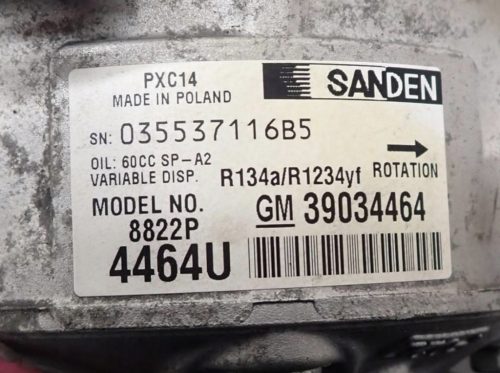 PXC14
MADE IN POLAND
SANDEN
SN: 035537116B5
OIL: 60CC SP-A2
VARIABLE DISP.
R134a/R1234yf
ROTATION
MODEL NO.
8822P
GM 39034464
4464U